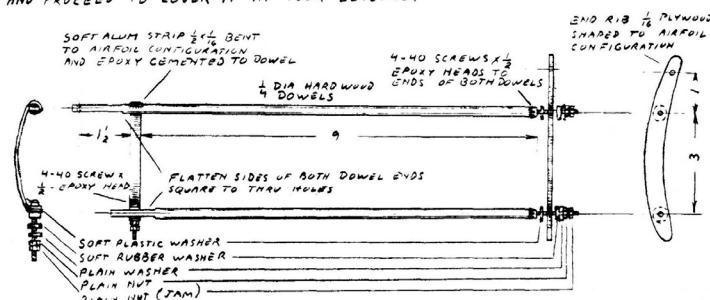 AND PROCEED TO COVER
SOFT ALUM STRIP 1/2 x 1/16 BENT
TO AIRFOIL CONFIGURATION
AND EPOXY CEMENTED TO DOWEL
1/4 DIA HARDWOOD
DOWELS
4-40 SCREWS x 1/2
EPOXY HEADS TO
ENDS OF BOTH DOWELS
END RIB 1/16 PLYWOOD
SHAPED TO AIRFOIL
CONFIGURATION
1 1/2
9
1
3
4-40 SCREW x
EPOXY HEAD
FLATTEN SIDES OF BOTH DOWEL ENDS
SQUARE TO THRU HOLES
SOFT PLASTIC WASHER
SOFT RUBBER WASHER
PLAIN WASHER
PLAIN NUT
PLAIN NUT (JAM)